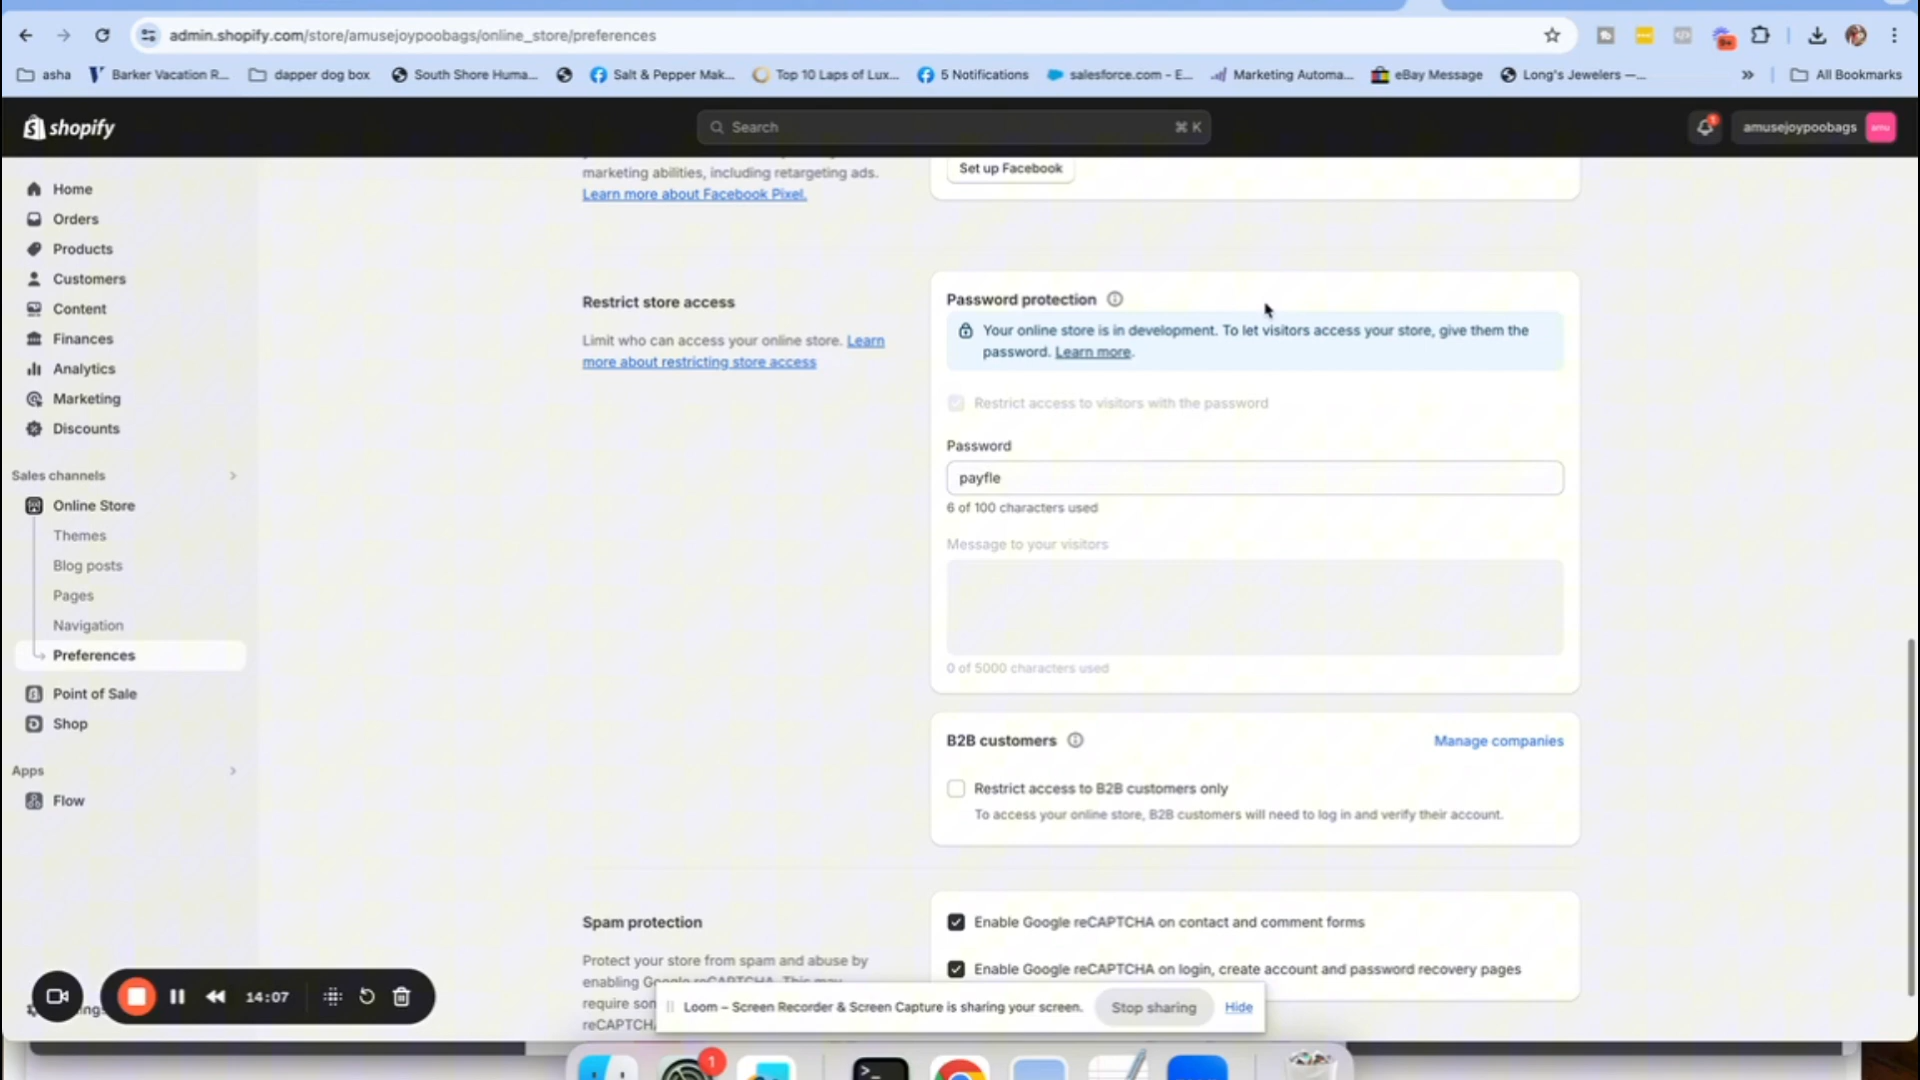 admin.shopify.com/store/amusejoypoobags/online_store/preferences
9+
asha
Barker Vacation R...
dapper dog box
South Shore Huma...
Salt & Pepper Mak...
Top 10 Laps of Lux...
5 Notifications
salesforce.com - E...
Marketing Automa...
eBay Message
Long's Jewelers —...
»
All Bookmarks
shopify
Search
⌘ K
1
amusejoypoobags
amu
Home
Orders
Products
Customers
Content
Finances
Analytics
Marketing
Discounts
Sales channels
Online Store
Themes
Blog posts
Pages
Navigation
Preferences
Point of Sale
Shop
Apps
Flow
marketing abilities, including retargeting ads.
Learn more about Facebook Pixel.
Set up Facebook
Restrict store access
Limit who can access your online store. Learn
more about restricting store access
Password protection
Your online store is in development. To let visitors access your store, give them the
password. Learn more.
Restrict access to visitors with the password
Password
payfle
6 of 100 characters used
Message to your visitors
0 of 5000 characters used
B2B customers
Manage companies
Restrict access to B2B customers only
To access your online store, B2B customers will need to log in and verify their account.
Spam protection
Protect your store from spam and abuse by
enabling Google reCAPTCHA. This may
require som
reCAPTCH
Enable Google reCAPTCHA on contact and comment forms
Enable Google reCAPTCHA on login, create account and password recovery pages
14:07
Loom – Screen Recorder & Screen Capture is sharing your screen.
Stop sharing
Hide
1